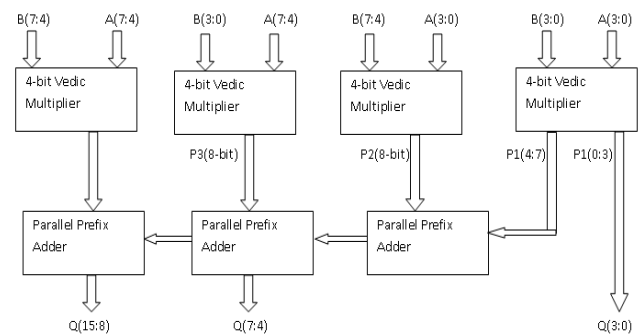 B(7:4) A(7:4) B(3:0) A(7:4) B(7:4) A(3:0) B(3:0) A(3:0)
4-bit Vedic
Multiplier
4-bit Vedic
Multiplier
4-bit Vedic
Multiplier
4-bit Vedic
Multiplier
P3(8-bit) P2(8-bit) P1(4:7) P1(0:3)
Parallel Prefix
Adder
Parallel Prefix
Adder
Parallel Prefix
Adder
Q(15:8) Q(7:4) Q(3:0)